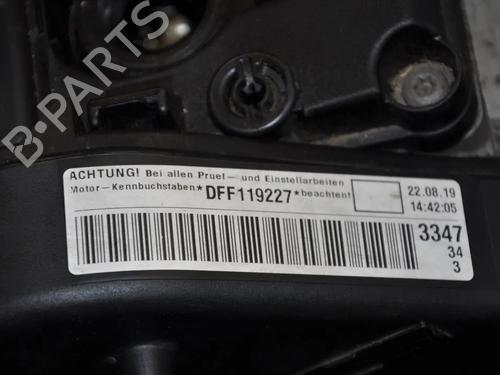 B-PARTS
ACHTUNG! Bei allen Pruef— und Einstellarbeiten
Motor—Kennbuchstaben*DFF119227*beachten!
22.08.19
14:42:05
3347
34
3